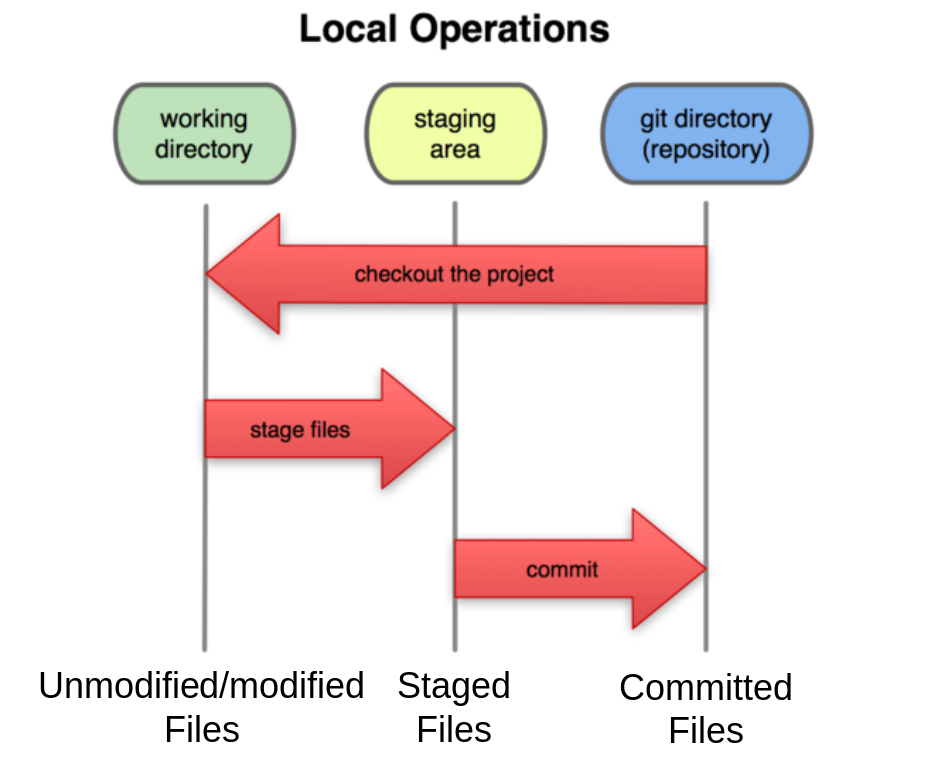 Local Operations
working
directory
staging
area
git directory
(repository)
checkout the project
stage files
commit
Unmodified/modified
Files
Staged
Files
Committed
Files